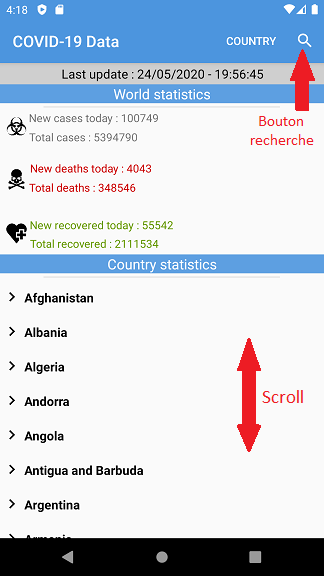 4:18
COVID-19 Data COUNTRY
Last update : 24/05/2020 - 19:56:45
World statistics
New cases today : 100749
Total cases : 5394790
Bouton
recherche
New deaths today : 4043
Total deaths : 348546
New recovered today : 55542
Total recovered : 2111534
Country statistics
Afghanistan
Albania
Algeria
Andorra
Scroll
Angola
Antigua and Barbuda
Argentina
Armenia